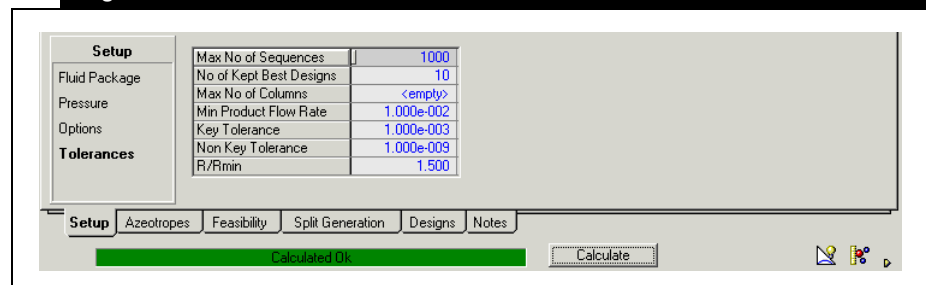 Setup
Fluid Package
Pressure
Options
Tolerances
Max No of Sequences 1000
No of Kept Best Designs 10
Max No of Columns <empty>
Min Product Flow Rate 1.000e-002
Key Tolerance 1.000e-003
Non Key Tolerance 1.000e-009
R/Rmin 1.500
Setup Azeotropes Feasibility Split Generation Designs Notes
Calculated Ok Calculate